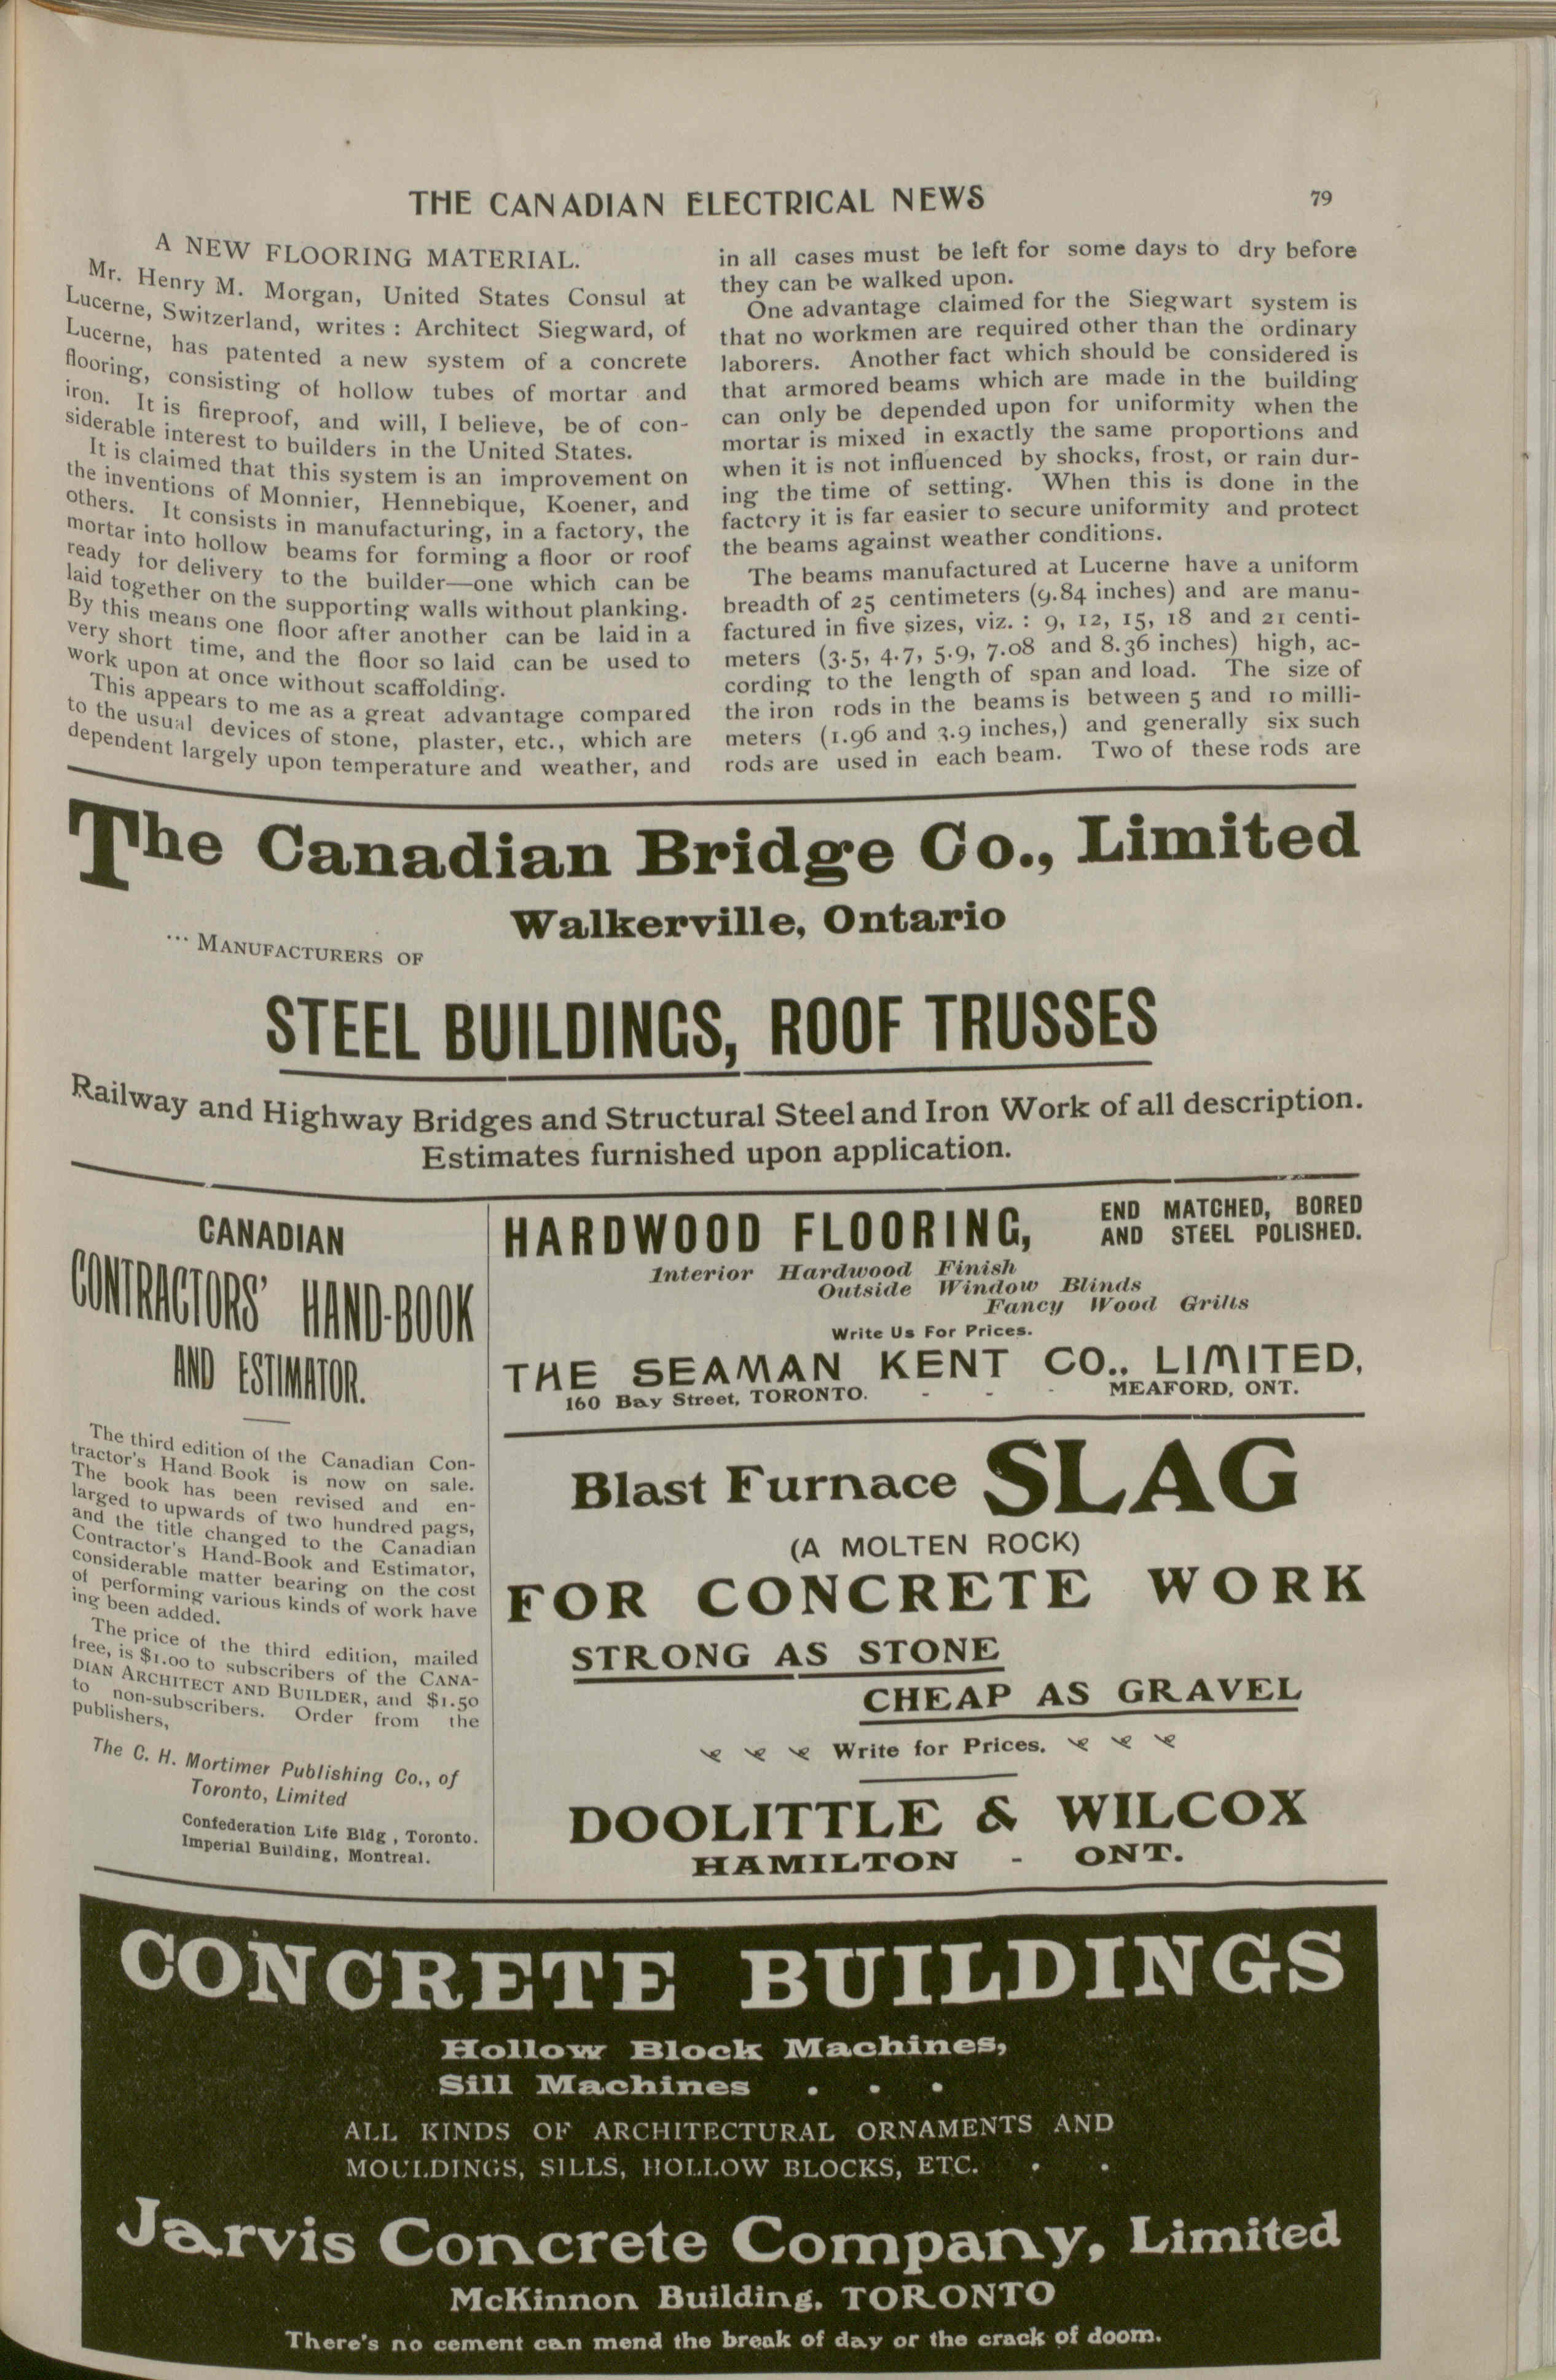 THE CANADIAN ELECTRICAL NEWS 79
A NEW FLOORING MATERIAL.
Mr. Henry M. Morgan, United States Consul at
Lucerne, Switzerland, writes : Architect Siegward, of
Lucerne, has patented a new system of a concrete
flooring, consisting of hollow tubes of mortar and
iron. It is fireproof, and will, I believe, be of con-
siderable interest to builders in the United States.
It is claimed that this system is an improvement on
the inventions of Monnier, Hennebique, Koener, and
others. It consists in manufacturing, in a factory, the
mortar into hollow beams for forming a floor or roof
ready for delivery to the builder—one which can be
laid together on the supporting walls without planking.
By this means one floor after another can be laid in a
very short time, and the floor so laid can be used to
work upon at once without scaffolding.
This appears to me as a great advantage compared
to the usual devices of stone, plaster, etc., which are
dependent largely upon temperature and weather, and
in all cases must be left for some days to dry before
they can be walked upon.
One advantage claimed for the Siegwart system is
that no workmen are required other than the ordinary
laborers. Another fact which should be considered is
that armored beams which are made in the building
can only be depended upon for uniformity when the
mortar is mixed in exactly the same proportions and
when it is not influenced by shocks, frost, or rain dur-
ing the time of setting. When this is done in the
factory it is far easier to secure uniformity and protect
the beams against weather conditions.
The beams manufactured at Lucerne have a uniform
breadth of 25 centimeters (9.84 inches) and are manu-
factured in five sizes, viz. : 9, 12, 15, 18 and 21 centi-
meters (3.5, 4.7, 5.9, 7.08 and 8.36 inches) high, ac-
cording to the length of span and load. The size of
the iron rods in the beams is between 5 and 10 milli-
meters (1.96 and 3.9 inches,) and generally six such
rods are used in each beam. Two of these rods are
The Canadian Bridge Co., Limited
Walkerville, Ontario
... MANUFACTURERS OF
STEEL BUILDINGS, ROOF TRUSSES
Railway and Highway Bridges and Structural Steel and Iron Work of all description.
Estimates furnished upon application.
CANADIAN
CONTRACTORS' HAND-BOOK
AND ESTIMATOR.
The third edition of the Canadian Con-
tractor's Hand Book is now on sale.
The book has been revised and en-
larged to upwards of two hundred pags,
and the title changed to the Canadian
Contractor's Hand-Book and Estimator,
considerable matter bearing on the cost
of performing various kinds of work have
ing been added.
The price of the third edition, mailed
free, is $1.00 to subscribers of the CANA-
DIAN ARCHITECT AND BUILDER, and $1.50
to non-subscribers. Order from the
publishers,
The C. H. Mortimer Publishing Co., of
Toronto, Limited
Confederation Life Bldg , Toronto.
Imperial Building, Montreal.
HARDWOOD FLOORING, END MATCHED, BORED
AND STEEL POLISHED.
Interior Hardwood Finish
Outside Window Blinds
Fancy Wood Grills
Write Us For Prices.
THE SEAMAN KENT CO., LIMITED,
160 Bay Street, TORONTO. - - - MEAFORD, ONT.
Blast Furnace SLAG
(A MOLTEN ROCK)
FOR CONCRETE WORK
STRONG AS STONE
CHEAP AS GRAVEL
Write for Prices.
DOOLITTLE & WILCOX
HAMILTON - ONT.
CONCRETE BUILDINGS
Hollow Block Machines,
Sill Machines . . .
ALL KINDS OF ARCHITECTURAL ORNAMENTS AND
MOULDINGS, SILLS, HOLLOW BLOCKS, ETC. . .
Jarvis Concrete Company, Limited
McKinnon Building, TORONTO
There's no cement can mend the break of day or the crack of doom.